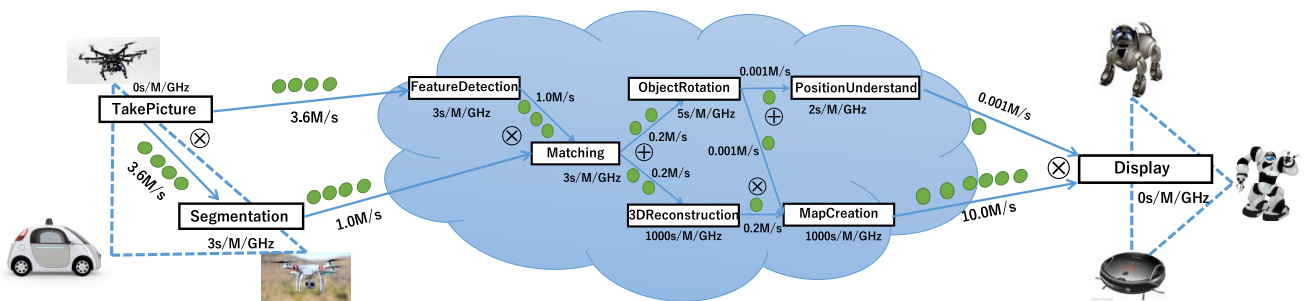 0s/M/GHz
TakePicture
3.6M/s
3.6M/s
Segmentation
3s/M/GHz
1.0M/s
FeatureDetection
3s/M/GHz
1.0M/s
Matching
3s/M/GHz
0.2M/s
0.2M/s
ObjectRotation
5s/M/GHz
0.001M/s
0.001M/s
PositionUnderstand
2s/M/GHz
3DReconstruction
1000s/M/GHz
0.2M/s
MapCreation
1000s/M/GHz
0.001M/s
10.0M/s
Display
0s/M/GHz